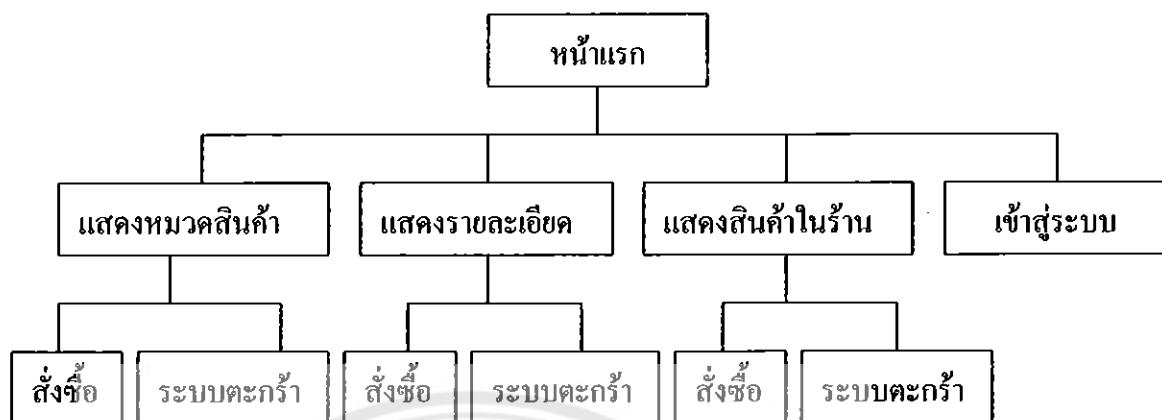 หน้าแรก
แสดงหมวดสินค้า
แสดงรายละเอียด
แสดงสินค้าในร้าน
เข้าสู่ระบบ
สั่งซื้อ
ระบบตะกร้า
สั่งซื้อ
ระบบตะกร้า
สั่งซื้อ
ระบบตะกร้า